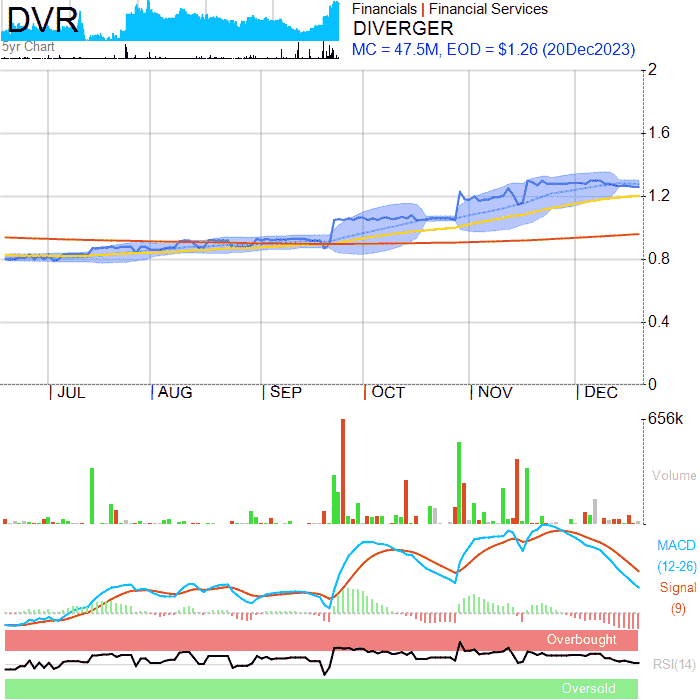 DVR
5yr Chart
Financials | Financial Services
DIVERGER
MC = 47.5M, EOD = $1.26 (20Dec2023)
2
1.6
1.2
0.8
0.4
0
JUL AUG SEP OCT NOV DEC
656k
Volume
MACD
(12-26)
Signal
(9)
Overbought
RSI(14)
Oversold